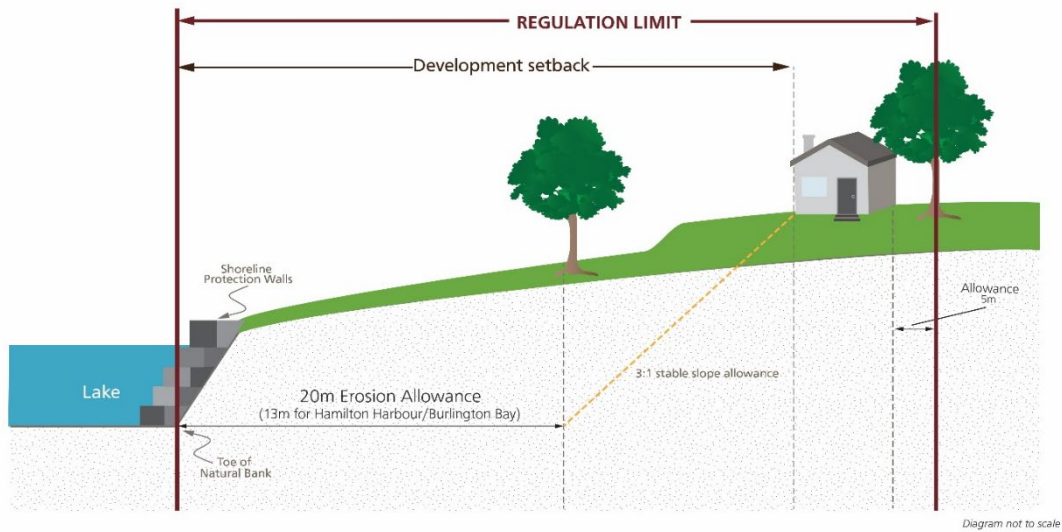 REGULATION LIMIT
Development setback
Shoreline
Protection Walls
Allowance
5m
3:1 stable slope allowance
Lake
20m Erosion Allowance
(13m for Hamilton Harbour/Burlington Bay)
Toe of
Natural Bank
Diagram not to scale